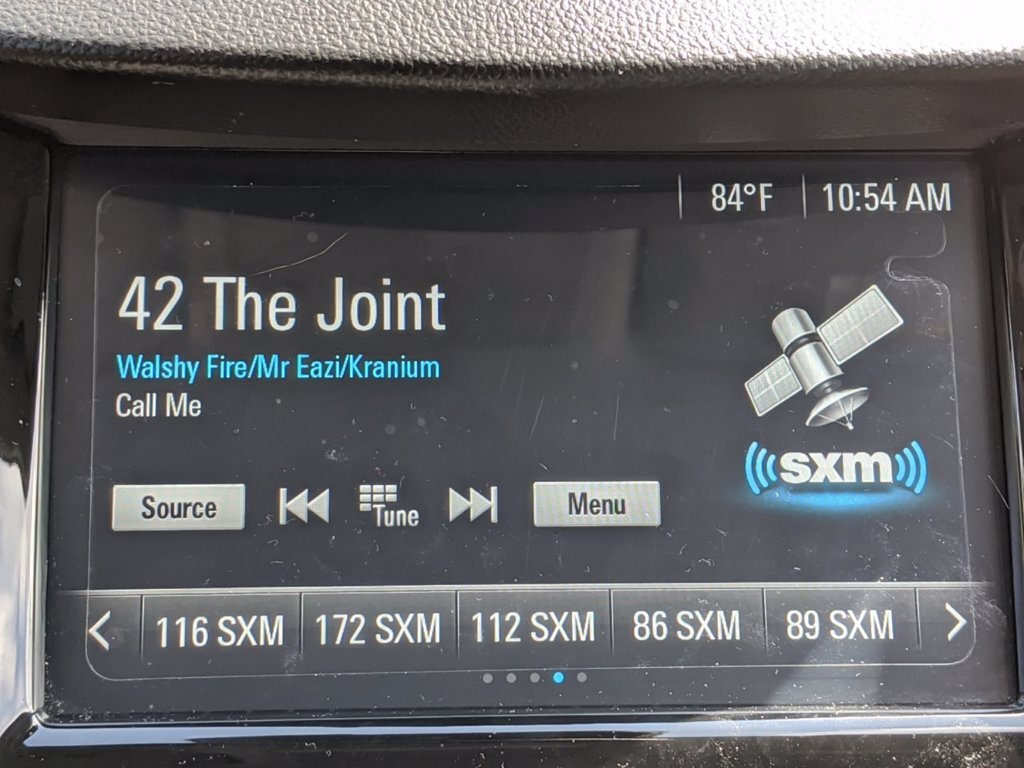 84°F 10:54 AM
42 The Joint
Walshy Fire/Mr Eazi/Kranium
Call Me
sxm
Source Tune Menu
116 SXM 172 SXM 112 SXM 86 SXM 89 SXM